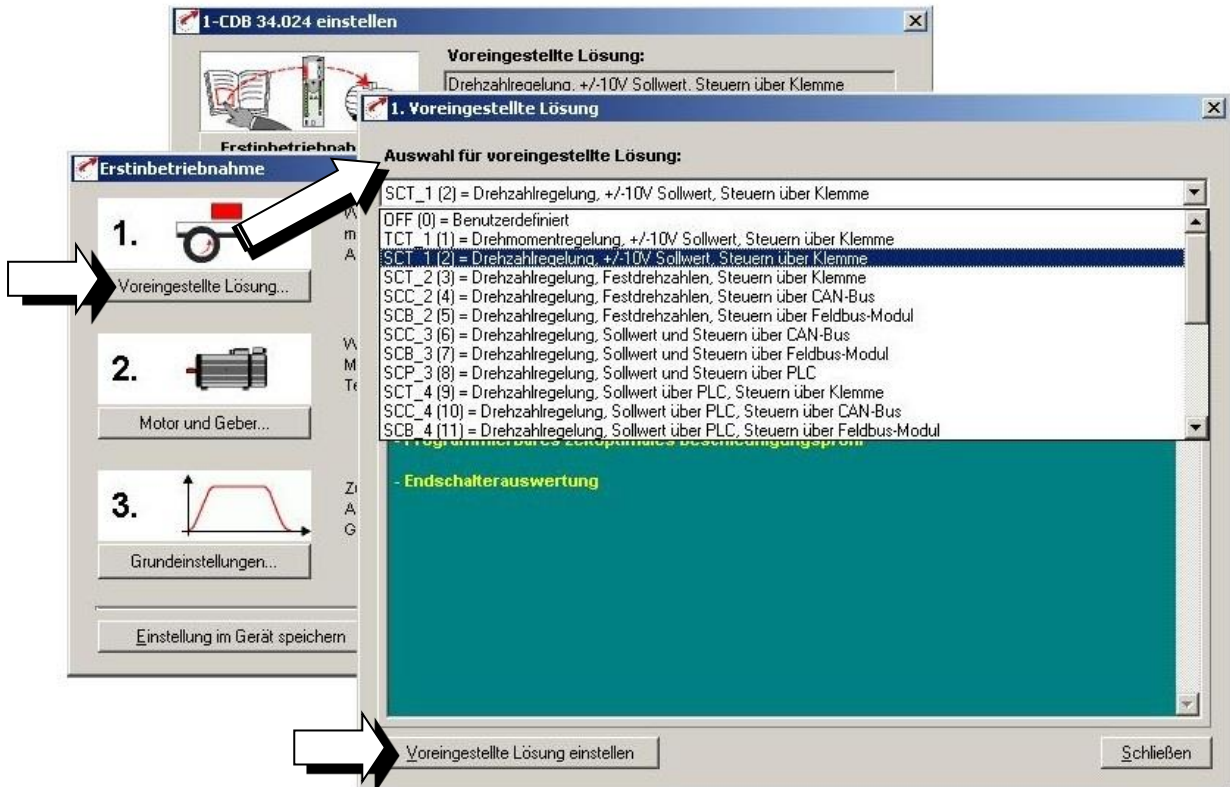 1-CDB 34.024 einstellen
Voreingestellte Lösung:
Drehzahlregelung, +/-10V Sollwert, Steuern über Klemme
Erstinbetriebnah
Erstinbetriebnahme
1.
W
m
A
Voreingestellte Lösung...
2.
W
M
Te
Motor und Geber...
3.
A
G
Grundeinstellungen...
Einstellung im Gerät speichern
1. Voreingestellte Lösung
Auswahl für voreingestellte Lösung:
SCT_1 (2) = Drehzahlregelung, +/-10V Sollwert, Steuern über Klemme
OFF (0) = Benutzerdefiniert
TCT_1 (1) = Drehmomentregelung, +/-10V Sollwert, Steuern über Klemme
SCT_1 (2) = Drehzahlregelung, +/-10V Sollwert, Steuern über Klemme
SCT_2 (3) = Drehzahlregelung, Festdrehzahlen, Steuern über Klemme
SCC_2 (4) = Drehzahlregelung, Festdrehzahlen, Steuern über CAN-Bus
SCB_2 (5) = Drehzahlregelung, Festdrehzahlen, Steuern über Feldbus-Modul
SCC_3 (6) = Drehzahlregelung, Sollwert und Steuern über CAN-Bus
SCB_3 (7) = Drehzahlregelung, Sollwert und Steuern über Feldbus-Modul
SCP_3 (8) = Drehzahlregelung, Sollwert und Steuern über PLC
SCT_4 (9) = Drehzahlregelung, Sollwert über PLC, Steuern über Klemme
SCC_4 (10) = Drehzahlregelung, Sollwert über PLC, Steuern über CAN-Bus
SCB_4 (11) = Drehzahlregelung, Sollwert über PLC, Steuern über Feldbus-Modul
- Programmierbares zeitoptimales Beschleunigungsprofil
- Endschalterauswertung
Voreingestellte Lösung einstellen
Schließen